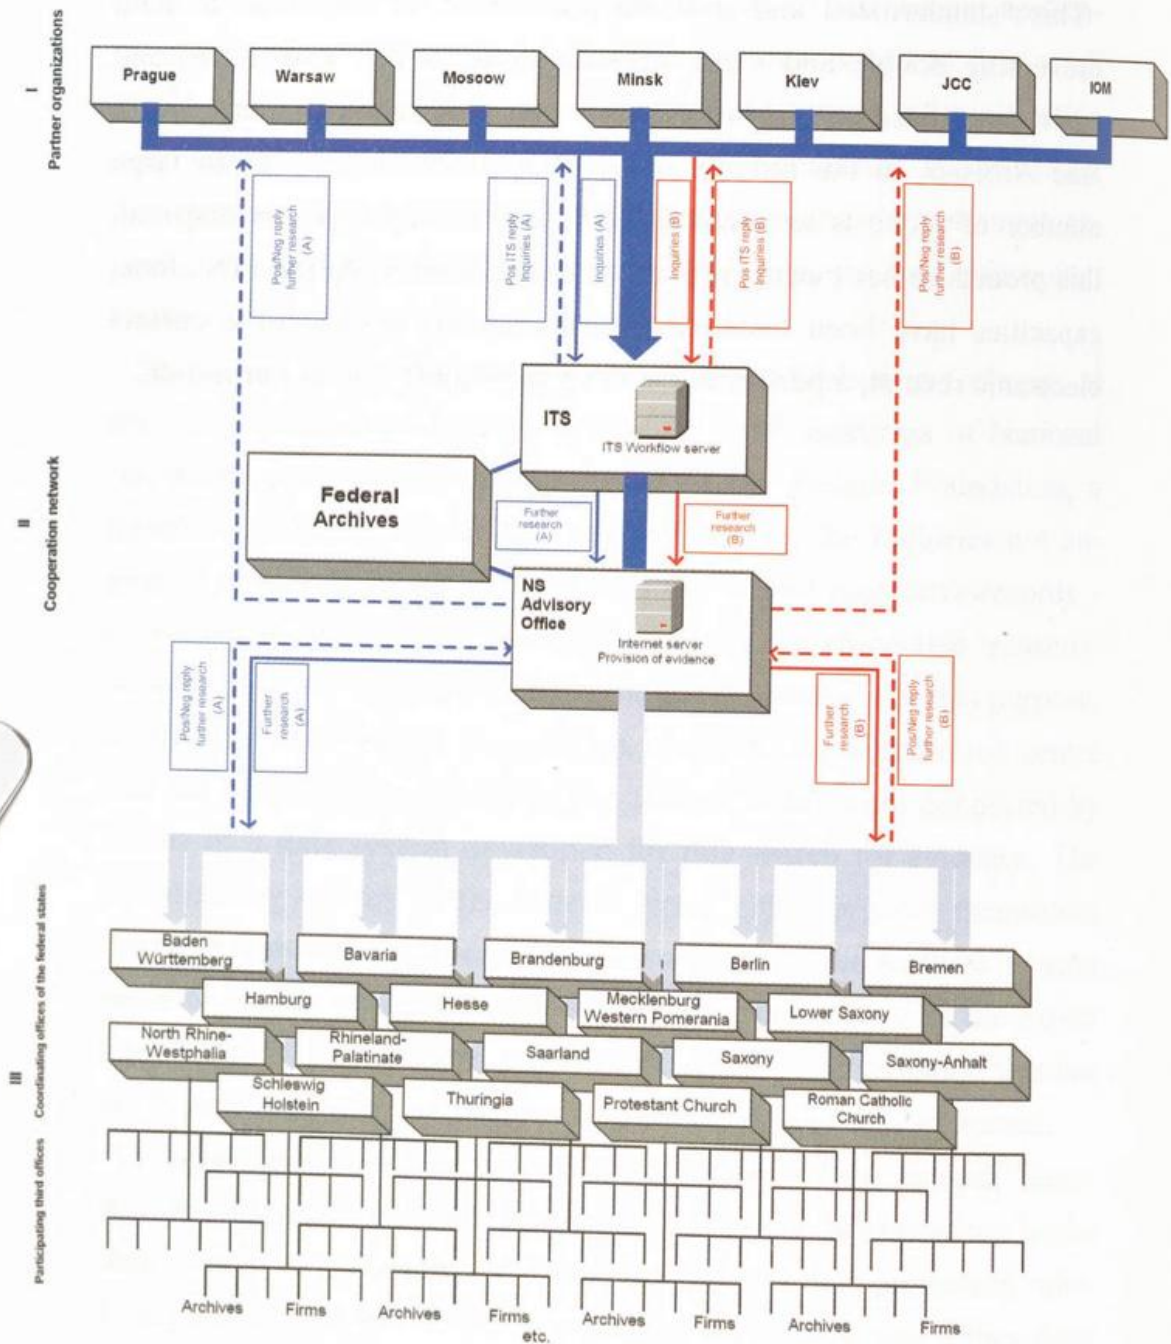 I
Partner organizations
Prague
Warsaw
Moscow
Minsk
Kiev
JCC
IOM
Pos/Neg reply
further research
(A)
Pos ITS reply
Inquiries (A)
Inquiries (A)
Inquiries (B)
Pos ITS reply
Inquiries (B)
Pos/Neg reply
further research
(B)
II
Cooperation network
ITS
ITS Workflow server
Federal
Archives
Further
research
(A)
Further
research
(B)
NS
Advisory
Office
Internet server
Provision of evidence
Pos/Neg reply
further research
(A)
Further
research
(A)
Further
research
(B)
Pos/Neg reply
further research
(B)
III
Coordinating offices of the federal states
Baden
Württemberg
Bavaria
Brandenburg
Berlin
Bremen
Hamburg
Hesse
Mecklenburg
Western Pomerania
Lower Saxony
North Rhine-
Westphalia
Rhineland-
Palatinate
Saarland
Saxony
Saxony-Anhalt
Schleswig
Holstein
Thuringia
Protestant Church
Roman Catholic
Church
Participating third offices
Archives
Firms
Archives
Firms
Archives
Firms
Archives
Firms
etc.